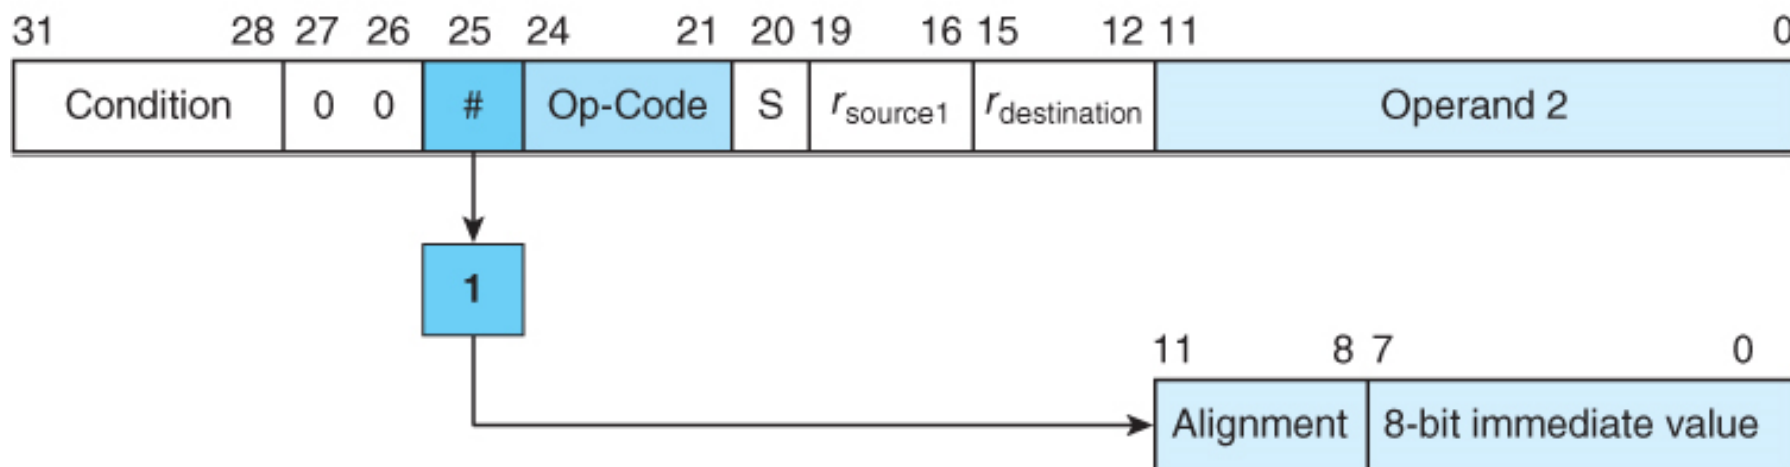 31 28 27 26 25 24 21 20 19 16 15 12 11 0
Condition 0 0 # Op-Code S rsource1 rdestination Operand 2
1
11 8 7 0
Alignment 8-bit immediate value